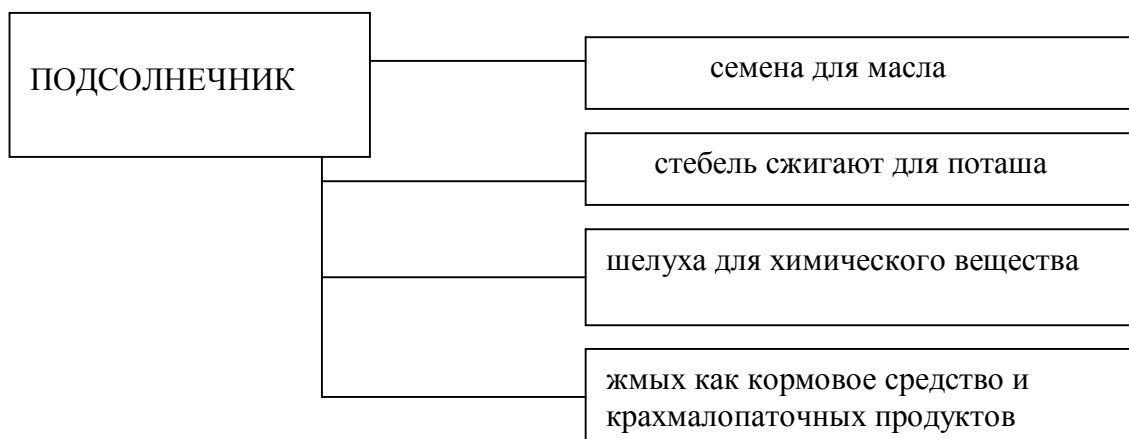 ПОДСОЛНЕЧНИК
семена для масла
стебель сжигают для поташа
шелуха для химического вещества
жмых как кормовое средство и
крахмалопаточных продуктов